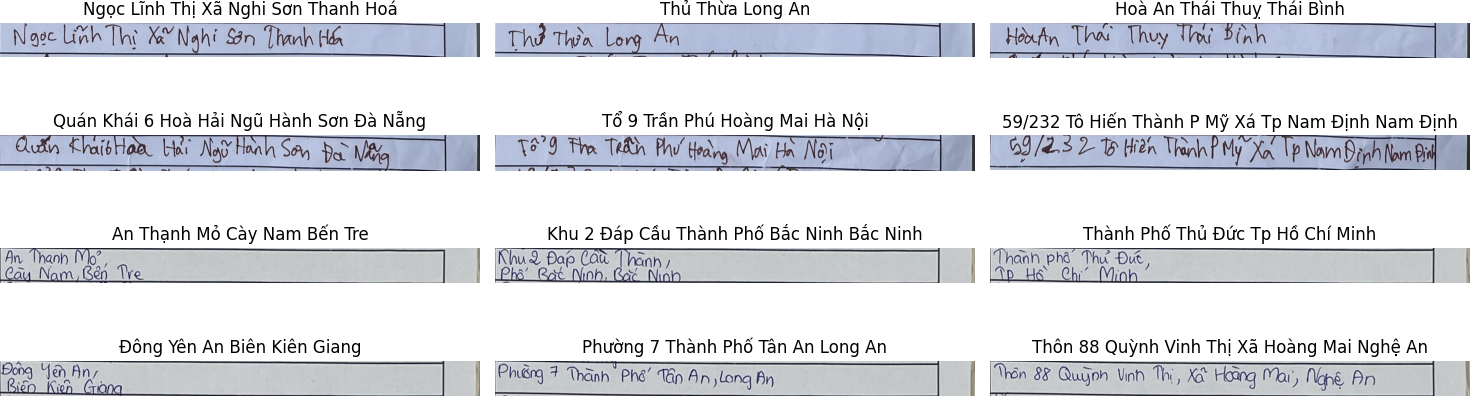 Ngọc Lĩnh Thị Xã Nghi Sơn Thanh Hoá
Thủ Thừa Long An
Hoà An Thái Thuỵ Thái Bình
Ngọc Lĩnh Thị Xã Nghi Sơn Thanh Hóa
Thủ Thừa Long An
Hòa An Thái Thuỵ Thái Bình
Quán Khái 6 Hoà Hải Ngũ Hành Sơn Đà Nẵng
Tổ 9 Trần Phú Hoàng Mai Hà Nội
59/232 Tô Hiến Thành P Mỹ Xá Tp Nam Định Nam Định
Quán Khái 6 Hoà Hải Ngũ Hành Sơn Đà Nẵng
Tổ 9 Trần Phú Hoàng Mai Hà Nội
59/232 Tô Hiến Thành P Mỹ Xá Tp Nam Định Nam Định
An Thạnh Mỏ Cày Nam Bến Tre
Khu 2 Đáp Cầu Thành Phố Bắc Ninh Bắc Ninh
Thành Phố Thủ Đức Tp Hồ Chí Minh
An Thạnh Mỏ
Cày Nam, Bến Tre
Khu 2 Đáp Cầu Thành,
Phố Bắc Ninh, Bắc Ninh
Thành phố Thủ Đức,
TP Hồ Chí Minh
Đông Yên An Biên Kiên Giang
Phường 7 Thành Phố Tân An Long An
Thôn 88 Quỳnh Vinh Thị Xã Hoàng Mai Nghệ An
Đông Yên An,
Biên Kiên Giang
Phường 7 Thành Phố Tân An, Long An
Thôn 88 Quỳnh Vinh Thị, Xã Hoàng Mai, Nghệ An